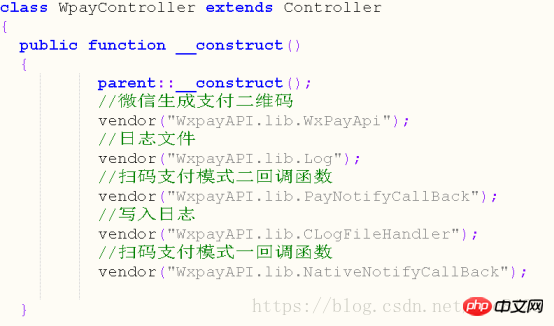 class WpayController extends Controller
{
public function __construct()
{
parent::__construct();
//微信生成支付二维码
vendor("WxpayAPI.lib.WxPayApi");
//日志文件
vendor("WxpayAPI.lib.Log");
//扫码支付模式二回调函数
vendor("WxpayAPI.lib.PayNotifyCallBack");
//写入日志
vendor("WxpayAPI.lib.CLogFileHandler");
//扫码支付模式一回调函数
vendor("WxpayAPI.lib.NativeNotifyCallBack");
}
https://blog.csdn.net
php 中文网